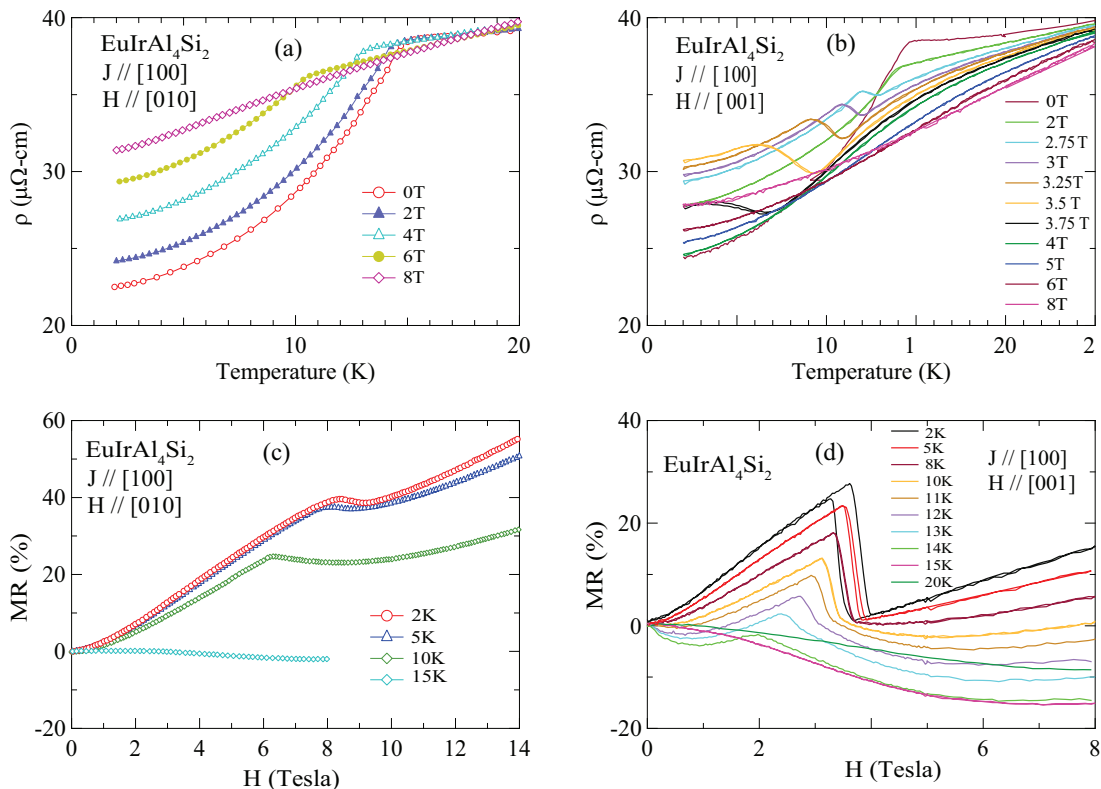 EuIrAl4Si2
J // [100]
H // [010]
(a)
ρ (μΩ-cm)
40
30
20
0
10
20
Temperature (K)
0T
2T
4T
6T
8T
EuIrAl4Si2
J // [100]
H // [001]
(b)
ρ (μΩ-cm)
40
30
20
10
1
20
2
Temperature (K)
0T
2T
2.75 T
3T
3.25T
3.5 T
3.75 T
4T
5T
6T
8T
EuIrAl4Si2
J // [100]
H // [010]
(c)
MR (%)
60
40
20
0
-20
0
2
4
6
8
10
12
14
H (Tesla)
2K
5K
10K
15K
EuIrAl4Si2
(d)
J // [100]
H // [001]
MR (%)
40
20
0
-20
0
2
4
6
8
H (Tesla)
2K
5K
8K
10K
11K
12K
13K
14K
15K
20K